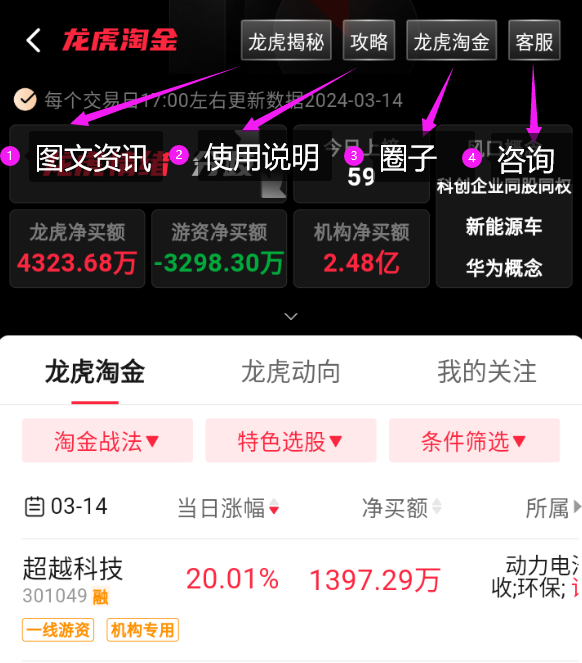 龙虎淘金
龙虎揭秘 攻略 龙虎淘金 客服
每个交易日17:00左右更新数据2024-03-14
1 图文资讯 2 使用说明 3 圈子 4 咨询
59
科创企业同股同权
龙虎净买额 游资净买额 机构净买额 新能源车
4323.68万 -3298.30万 2.48亿 华为概念
龙虎淘金 龙虎动向 我的关注
淘金战法▼ 特色选股▼ 条件筛选▼
03-14 当日涨幅 净买额 所属
超越科技 20.01% 1397.29万 动力电
301049 融 收;环保;
一线游资 机构专用